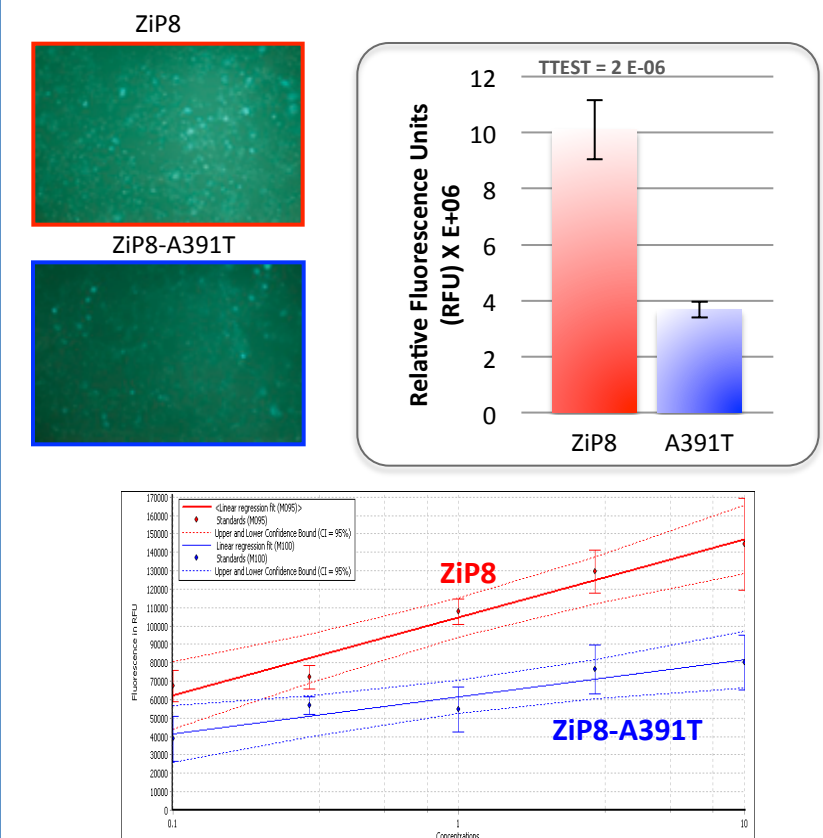 ZiP8
ZiP8-A391T
TTEST = 2 E-06
Relative Fluorescence Units
(RFU) X E+06
12
10
8
6
4
2
0
ZiP8
A391T
<Linear regression fit (M095)>
Standards (M095)
Upper and Lower Confidence Bound (CI = 95%)
Linear regression fit (M100)
Standards (M100)
Upper and Lower Confidence Bound (CI = 95%)
ZiP8
ZiP8-A391T
Fluorescence in RFU
170000
160000
150000
140000
130000
120000
110000
100000
90000
80000
70000
60000
50000
40000
30000
20000
10000
0
0.1
1
10
Concentrations